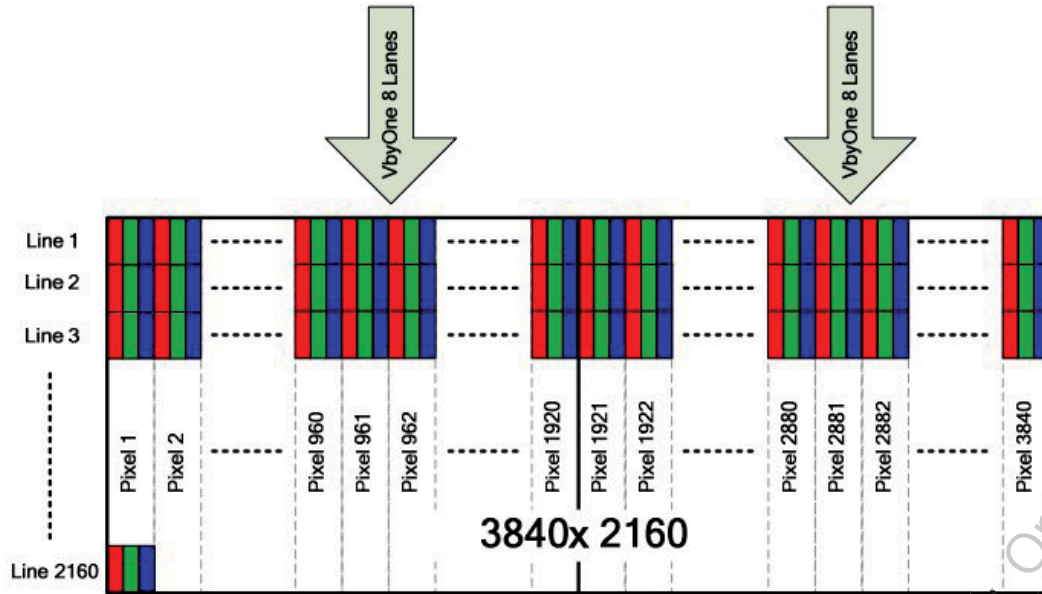 VbyOne 8 Lanes
VbyOne 8 Lanes
Line 1
Line 2
Line 3
Pixel 1
Pixel 2
Pixel 960
Pixel 961
Pixel 962
Pixel 1920
Pixel 1921
Pixel 1922
Pixel 2880
Pixel 2881
Pixel 2882
Pixel 3840
3840x 2160
Line 2160